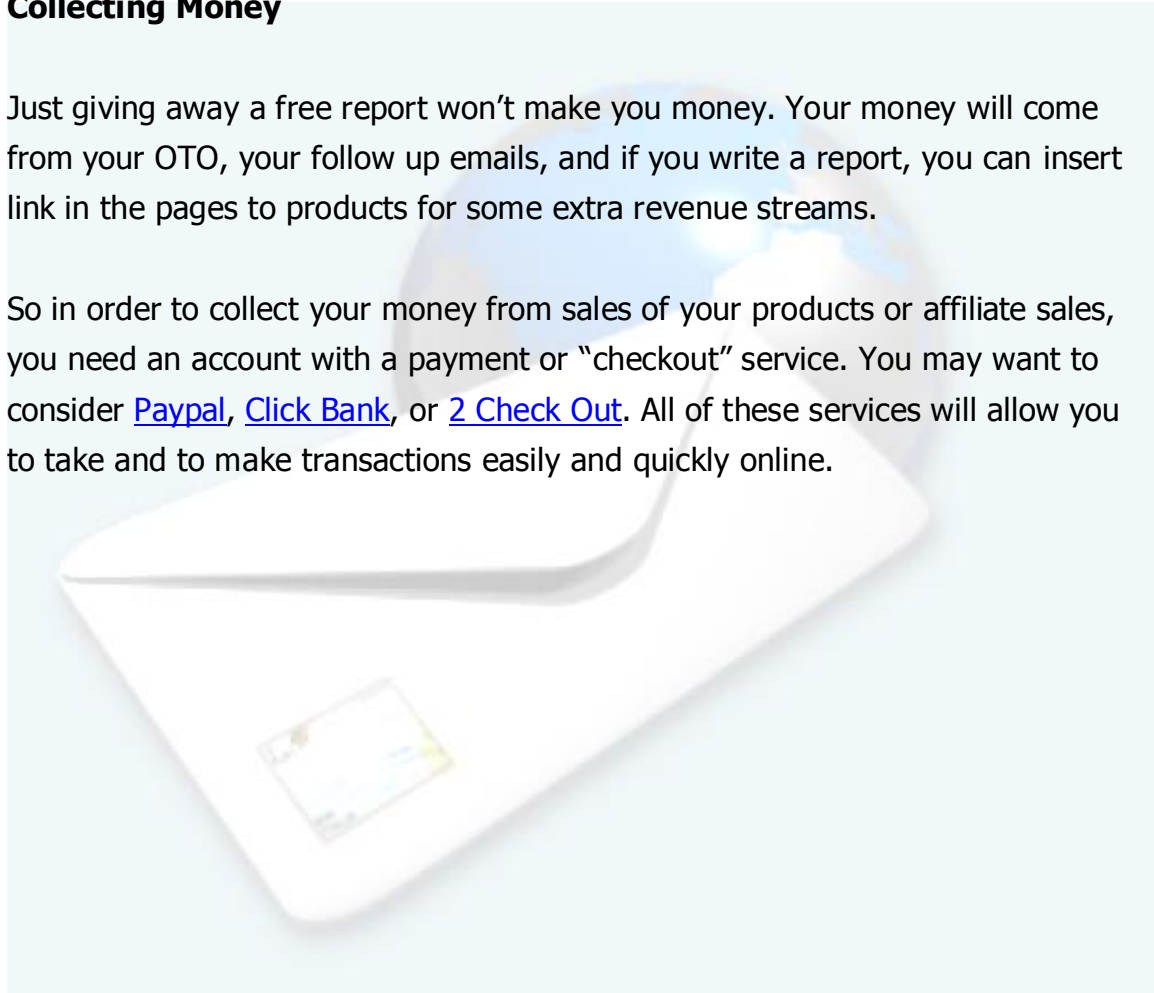 Collecting Money
Just giving away a free report won’t make you money. Your money will come
from your OTO, your follow up emails, and if you write a report, you can insert
link in the pages to products for some extra revenue streams.
So in order to collect your money from sales of your products or affiliate sales,
you need an account with a payment or “checkout” service. You may want to
consider Paypal, Click Bank, or 2 Check Out. All of these services will allow you
to take and to make transactions easily and quickly online.